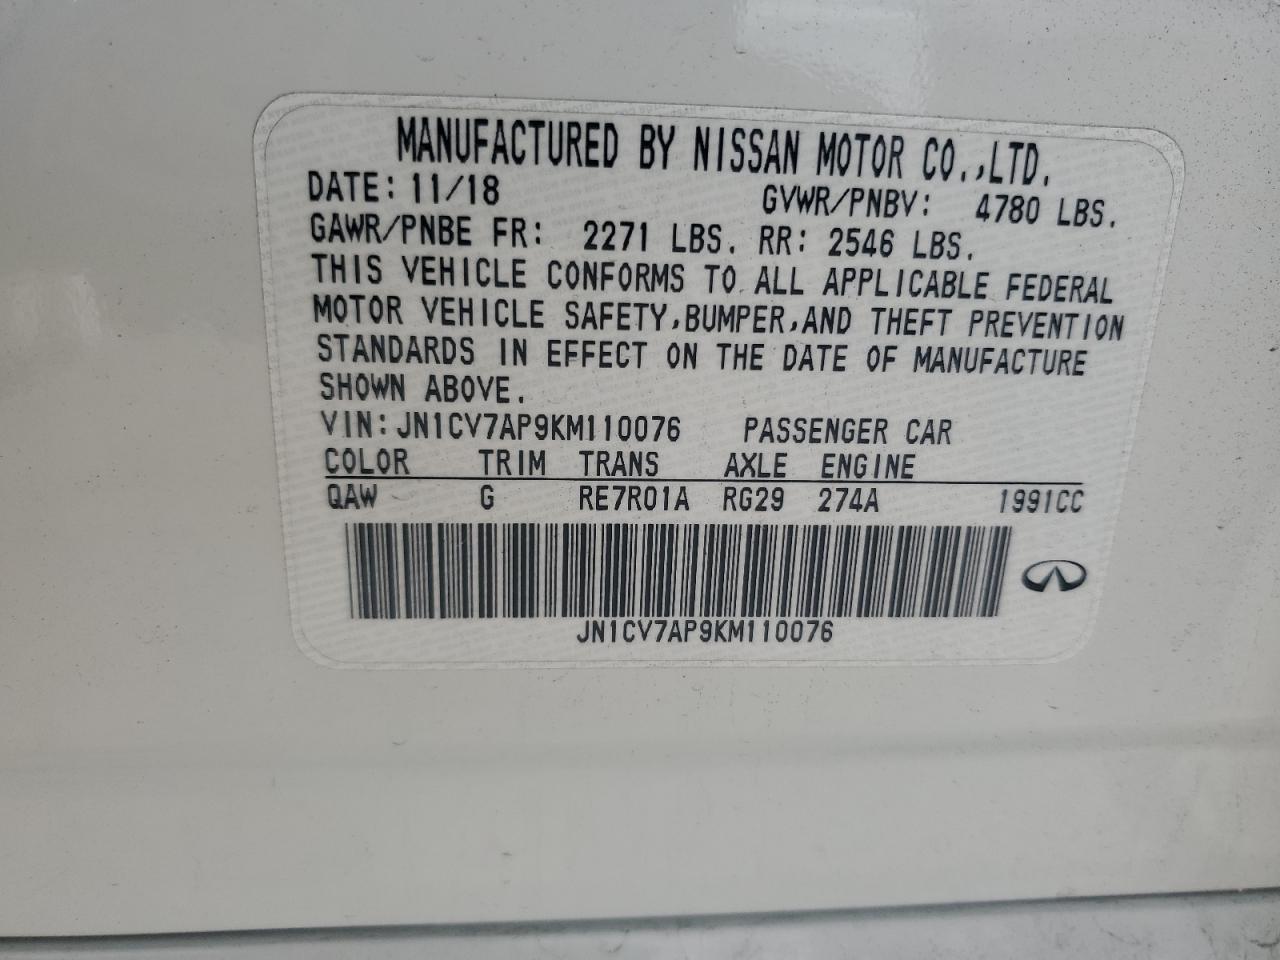 MANUFACTURED BY NISSAN MOTOR CO.,LTD.
DATE: 11/18 GVWR/PNBV: 4780 LBS.
GAWR/PNBE FR: 2271 LBS. RR: 2546 LBS.
THIS VEHICLE CONFORMS TO ALL APPLICABLE FEDERAL
MOTOR VEHICLE SAFETY,BUMPER,AND THEFT PREVENTION
STANDARDS IN EFFECT ON THE DATE OF MANUFACTURE
SHOWN ABOVE.
VIN:JN1CV7AP9KM110076 PASSENGER CAR
COLOR TRIM TRANS AXLE ENGINE
QAW G RE7R01A RG29 274A 1991CC
JN1CV7AP9KM110076